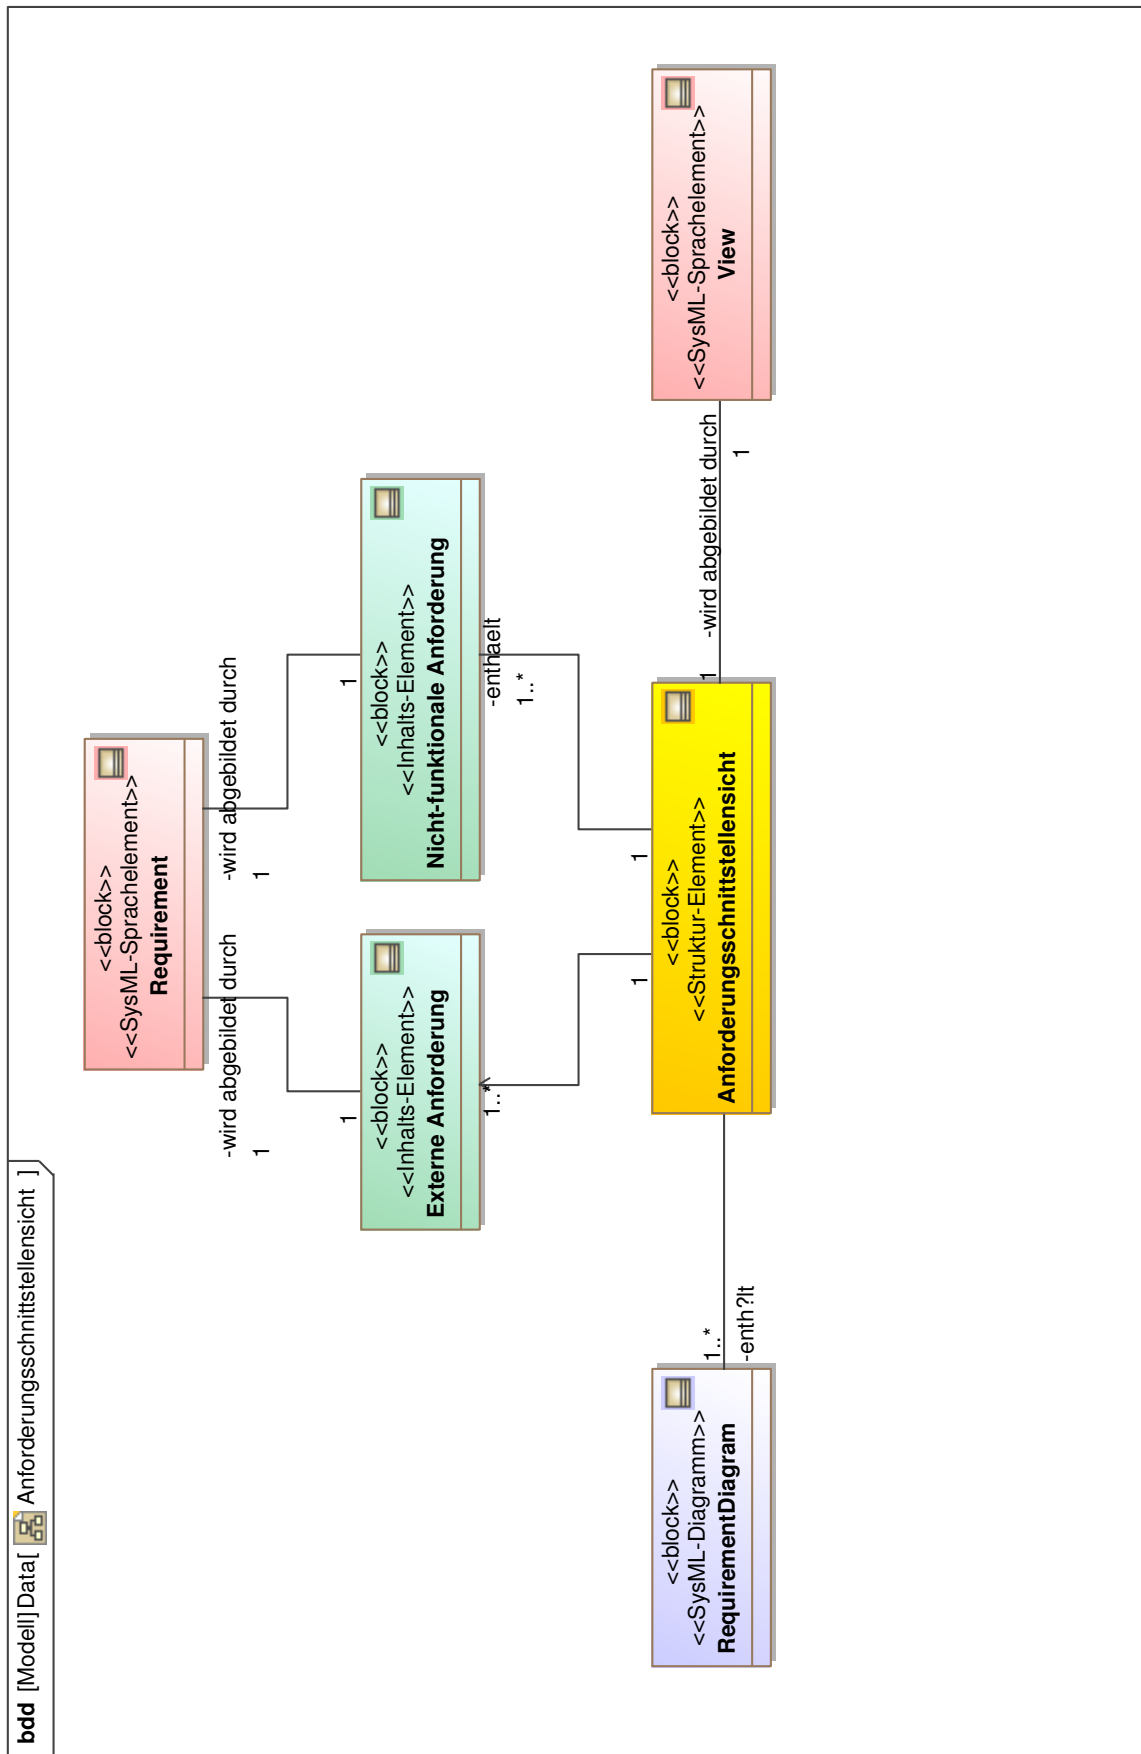 bdd [Modell]Data[ Anforderungsschnittstellensicht ]
<<block>>
<<SysML-Sprachelement>>
Requirement
-wird abgebildet durch
1
-wird abgebildet durch
1
1
<<block>>
<<Inhalts-Element>>
Externe Anforderung
1..*
1
<<block>>
<<Inhalts-Element>>
Nicht-funktionale Anforderung
-enthaelt
1..*
1
1
<<block>>
<<SysML-Diagramm>>
RequirementDiagram
1..*
-enth?lt
<<block>>
<<Struktur-Element>>
Anforderungsschnittstellensicht
1
-wird abgebildet durch
1
<<block>>
<<SysML-Sprachelement>>
View